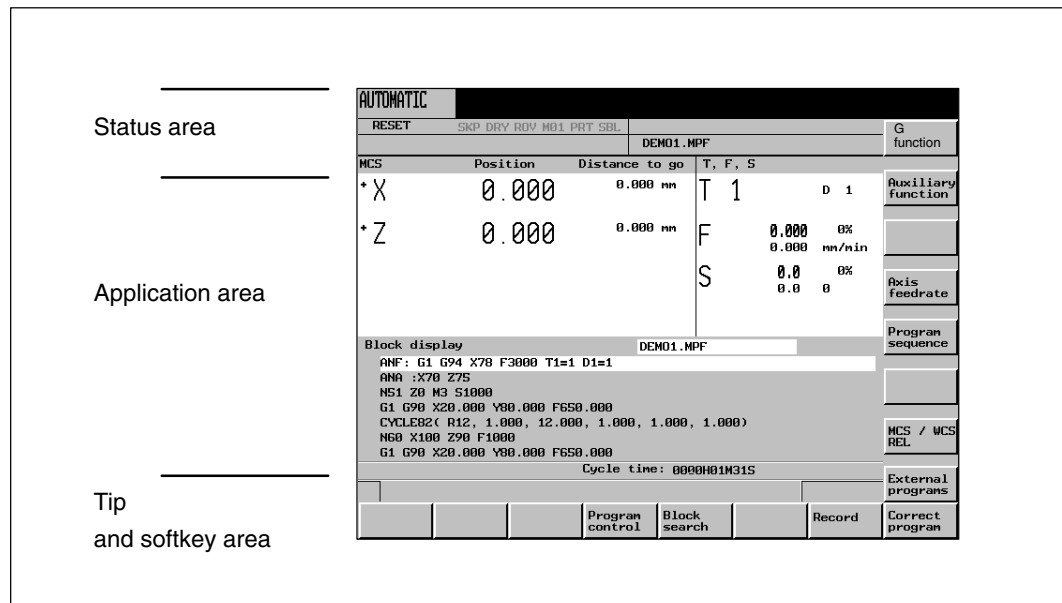 Status area
Application area
Tip
and softkey area
AUTOMATIC
RESET SKP DRY ROV M01 PRT SBL
DEMO1.MPF
MCS Position Distance to go T, F, S
+X 0.000 0.000 mm T 1 D 1
+Z 0.000 0.000 mm F 0.000 0%
0.000 mm/min
S 0.0 0%
0.0 0
Block display DEMO1.MPF
ANF: G1 G94 X78 F3000 T1=1 D1=1
ANA :X70 Z75
N51 Z0 M3 S1000
G1 G90 X20.000 Y80.000 F650.000
CYCLE82( R12, 1.000, 12.000, 1.000, 1.000, 1.000)
N60 X100 Z90 F1000
G1 G90 X20.000 Y80.000 F650.000
Cycle time: 0000H01M31S
G
function
Auxiliary
function
Axis
feedrate
Program
sequence
MCS / WCS
REL
External
programs
Program
control
Block
search
Record
Correct
program